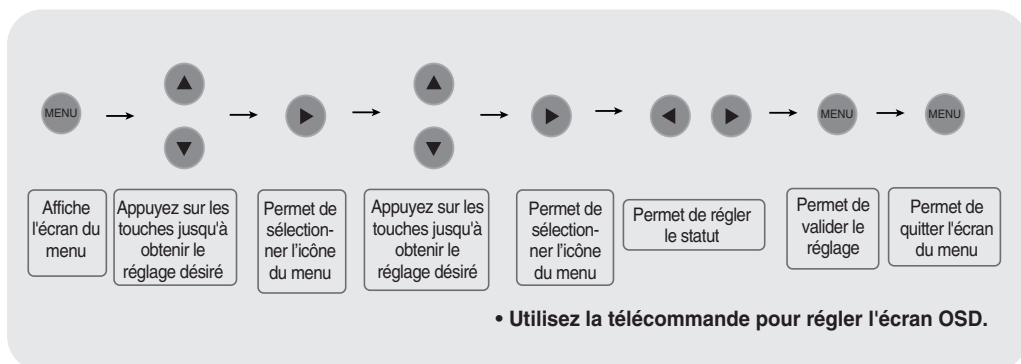 MENU
MENU
MENU
Affiche
l'écran du
menu
Appuyez sur les
touches jusqu'à
obtenir le
réglage désiré
Permet de
sélection-
ner l'icône
du menu
Appuyez sur les
touches jusqu'à
obtenir le
réglage désiré
Permet de
sélection-
ner l'icône
du menu
Permet de régler
le statut
Permet de
valider le
réglage
Permet de
quitter l'écran
du menu
• Utilisez la télécommande pour régler l'écran OSD.